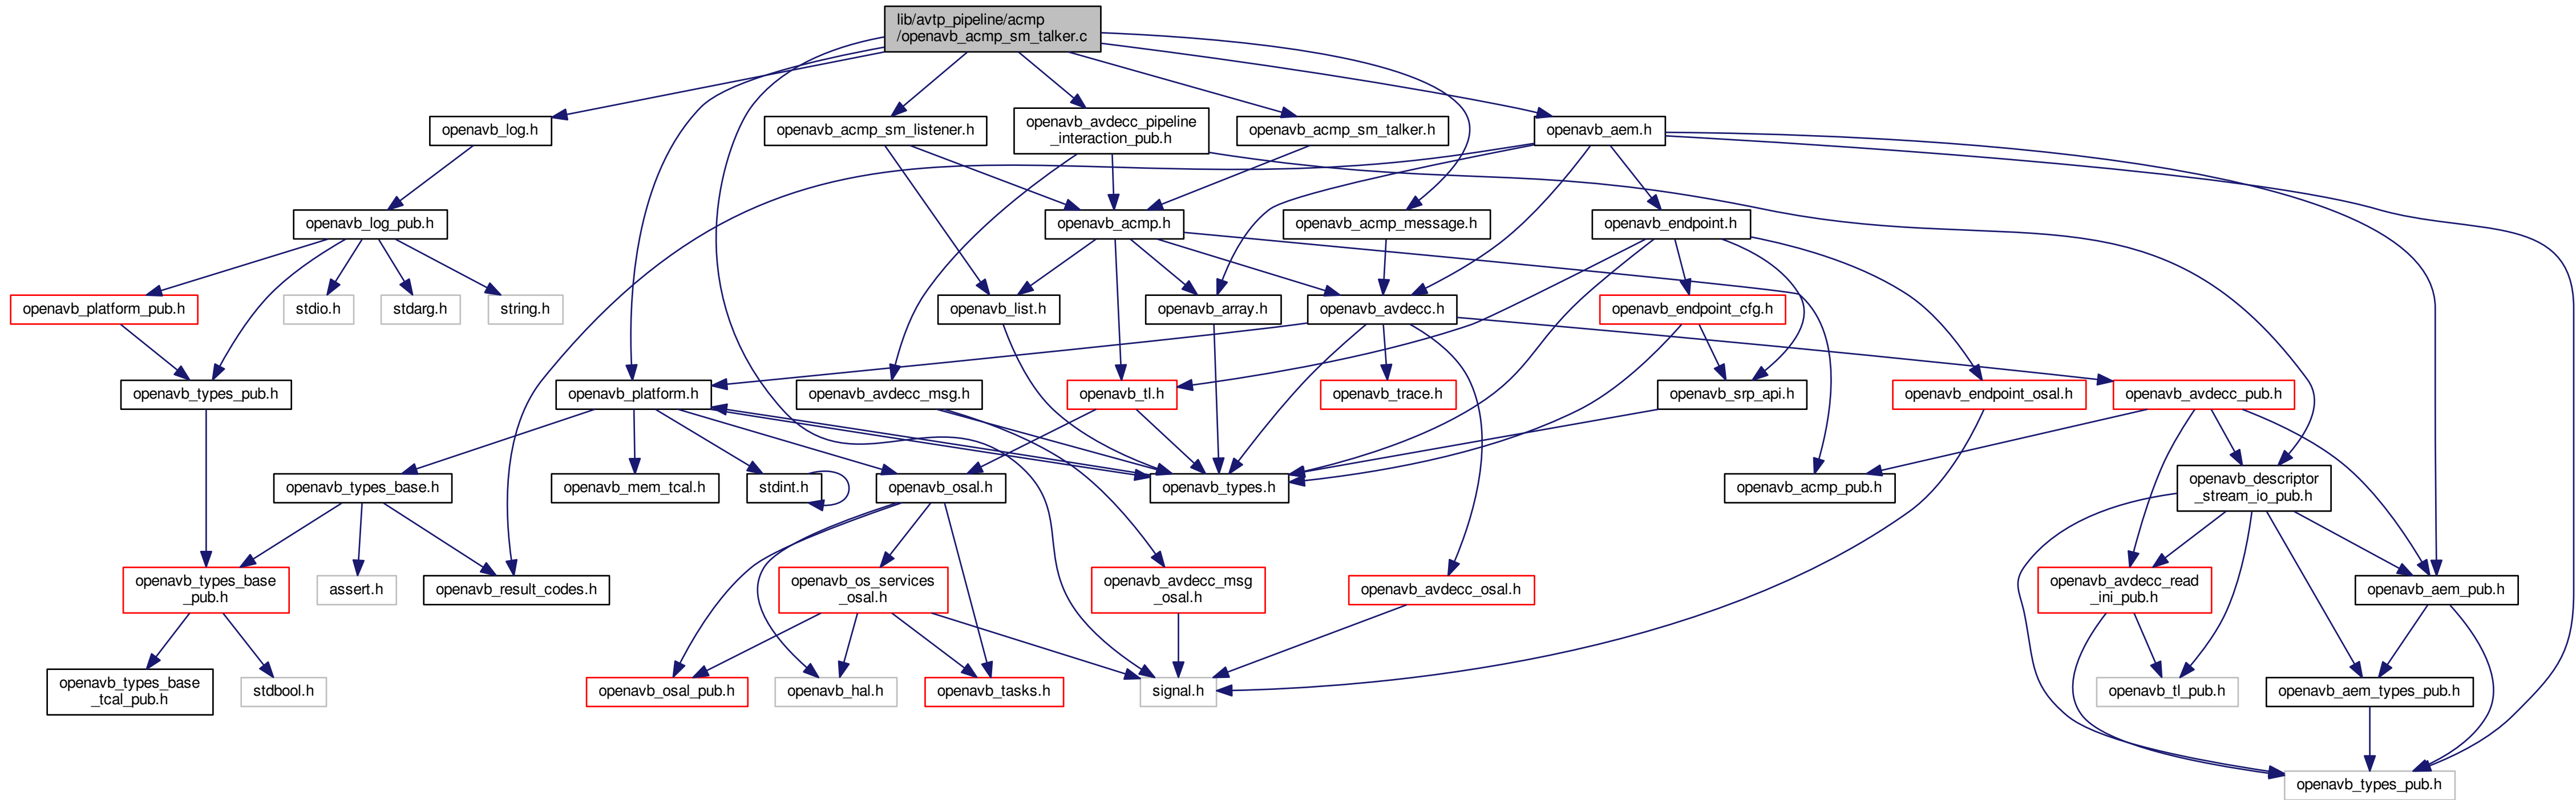 lib/avtp_pipeline/acmp
/openavb_acmp_sm_talker.c
openavb_log.h
openavb_acmp_sm_listener.h
openavb_avdecc_pipeline
_interaction_pub.h
openavb_acmp_sm_talker.h
openavb_aem.h
openavb_log_pub.h
openavb_acmp.h
openavb_acmp_message.h
openavb_endpoint.h
openavb_platform_pub.h
stdio.h
stdarg.h
string.h
openavb_list.h
openavb_array.h
openavb_avdecc.h
openavb_endpoint_cfg.h
openavb_types_pub.h
openavb_platform.h
openavb_avdecc_msg.h
openavb_tl.h
openavb_trace.h
openavb_srp_api.h
openavb_endpoint_osal.h
openavb_avdecc_pub.h
openavb_types_base.h
openavb_mem_tcal.h
stdint.h
openavb_osal.h
openavb_types.h
openavb_acmp_pub.h
openavb_descriptor
_stream_io_pub.h
openavb_types_base
_pub.h
assert.h
openavb_result_codes.h
openavb_os_services
_osal.h
openavb_avdecc_msg
_osal.h
openavb_avdecc_osal.h
openavb_avdecc_read
_ini_pub.h
openavb_aem_pub.h
openavb_types_base
_tcal_pub.h
stdbool.h
openavb_osal_pub.h
openavb_hal.h
openavb_tasks.h
signal.h
openavb_tl_pub.h
openavb_aem_types_pub.h
openavb_types_pub.h